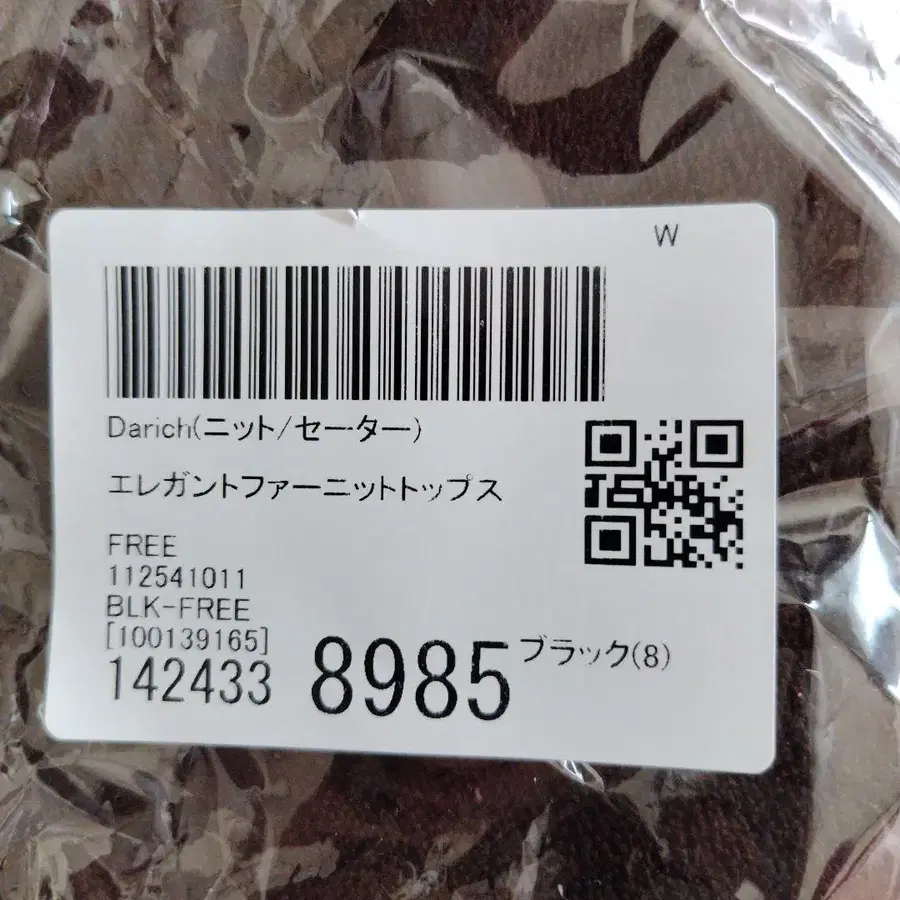 W
Darich(ニット/セーター)
エレガントファーニットトップス
FREE
112541011
BLK-FREE
[100139165]
142433 8985 ブラック(8)